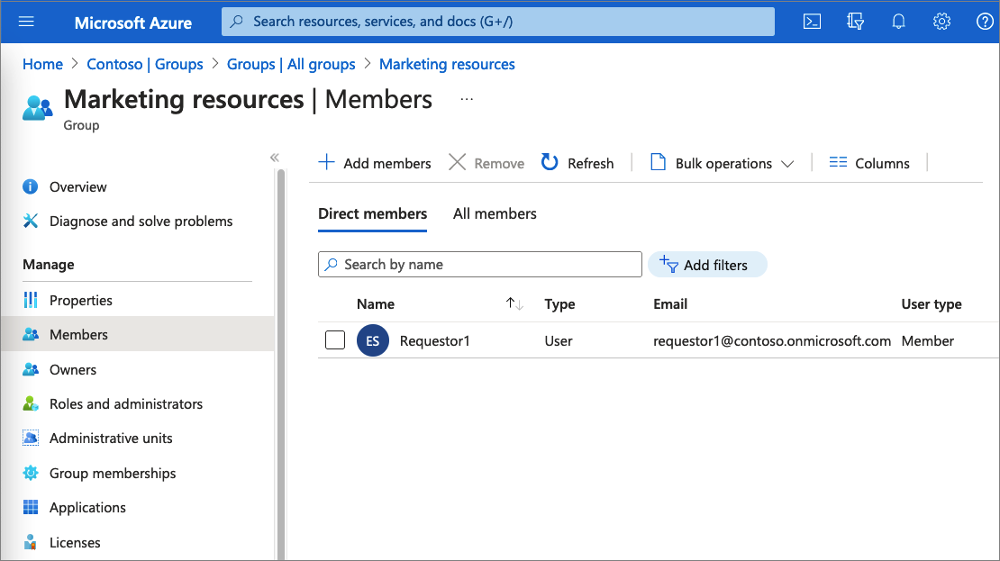 Microsoft Azure
Search resources, services, and docs (G+/)
Home > Contoso | Groups > Groups | All groups > Marketing resources
Marketing resources | Members ...
Group
Overview
Diagnose and solve problems
Manage
Properties
Members
Owners
Roles and administrators
Administrative units
Group memberships
Applications
Licenses
Add members Remove Refresh Bulk operations Columns
Direct members All members
Search by name Add filters
Name Type Email User type
ES Requestor1 User requestor1@contoso.onmicrosoft.com Member